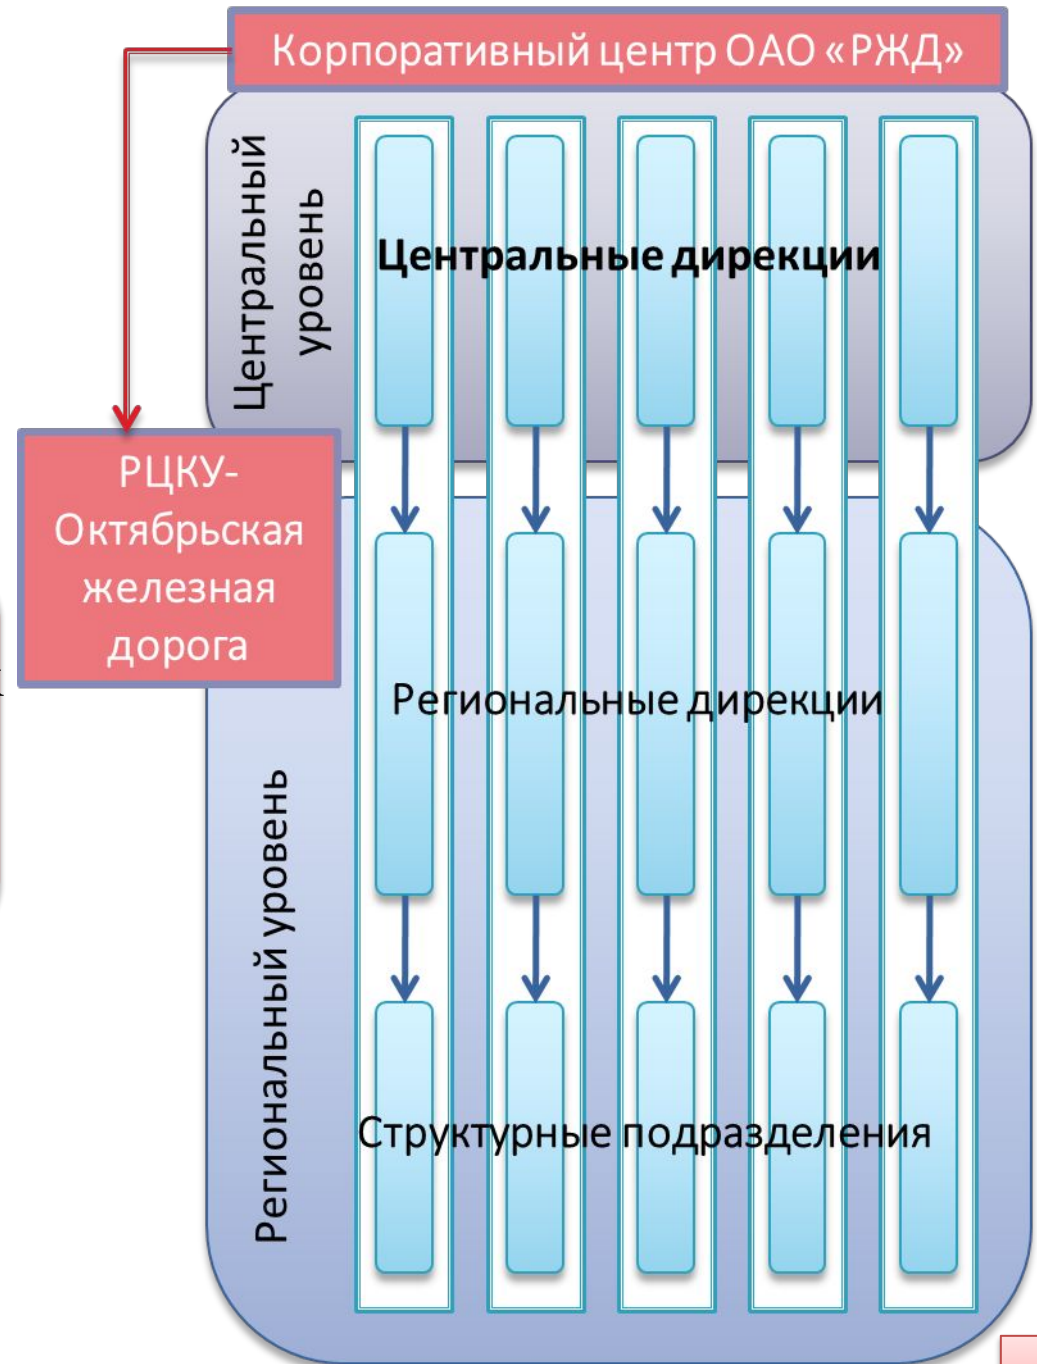 Корпоративный центр ОАО «РЖД»
Центральный
уровень
Центральные дирекции
РЦКУ-
Октябрьская
железная
дорога
Региональные дирекции
Региональный уровень
Структурные подразделения